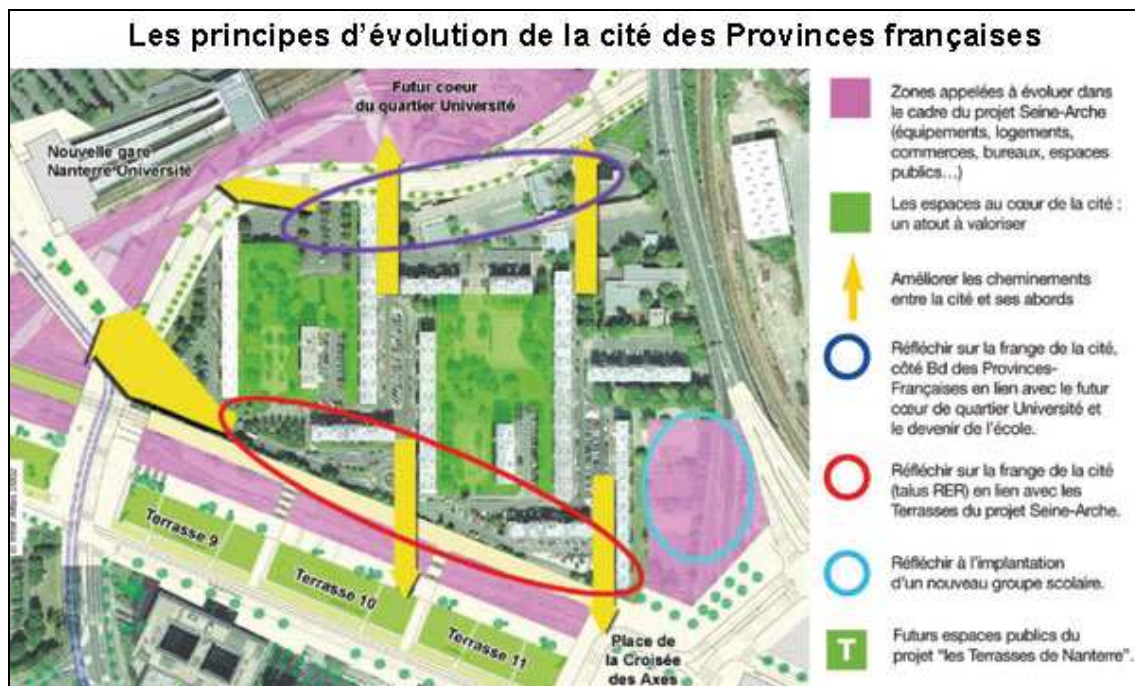 Les principes d'évolution de la cité des Provinces françaises
Futur coeur
du quartier Université
Nouvelle gare
Nanterre Université
Terrasse 9
Terrasse 10
Terrasse 11
Place de
la Croisée
des Axes
Zones appelées à évoluer dans
le cadre du projet Seine-Arche
(équipements, logements,
commerces, bureaux, espaces
publics...)
Les espaces au cœur de la cité :
un atout à valoriser
Améliorer les cheminements
entre la cité et ses abords
Réfléchir sur la frange de la cité,
côté Bd des Provinces-
Françaises en lien avec le futur
cœur de quartier Université et
le devenir de l'école.
Réfléchir sur la frange de la cité
(talus RER) en lien avec les
Terrasses du projet Seine-Arche.
Réfléchir à l'implantation
d'un nouveau groupe scolaire.
T
Futurs espaces publics du
projet "les Terrasses de Nanterre".